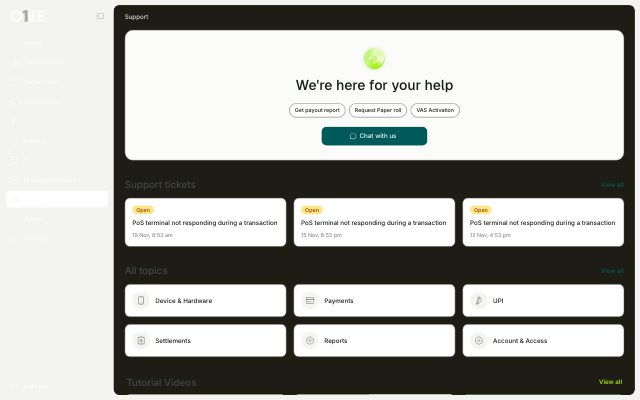 O1NE
Support
We're here for your help
Get payout report
Request Paper roll
VAS Activation
Chat with us
Support tickets
View all
Open
PoS terminal not responding during a transaction
19 Nov, 8:53 am
Open
PoS terminal not responding during a transaction
15 Nov, 6:53 pm
Open
PoS terminal not responding during a transaction
12 Nov, 4:53 pm
All topics
View all
Device & Hardware
Payments
UPI
Settlements
Reports
Account & Access
Tutorial Videos
View all